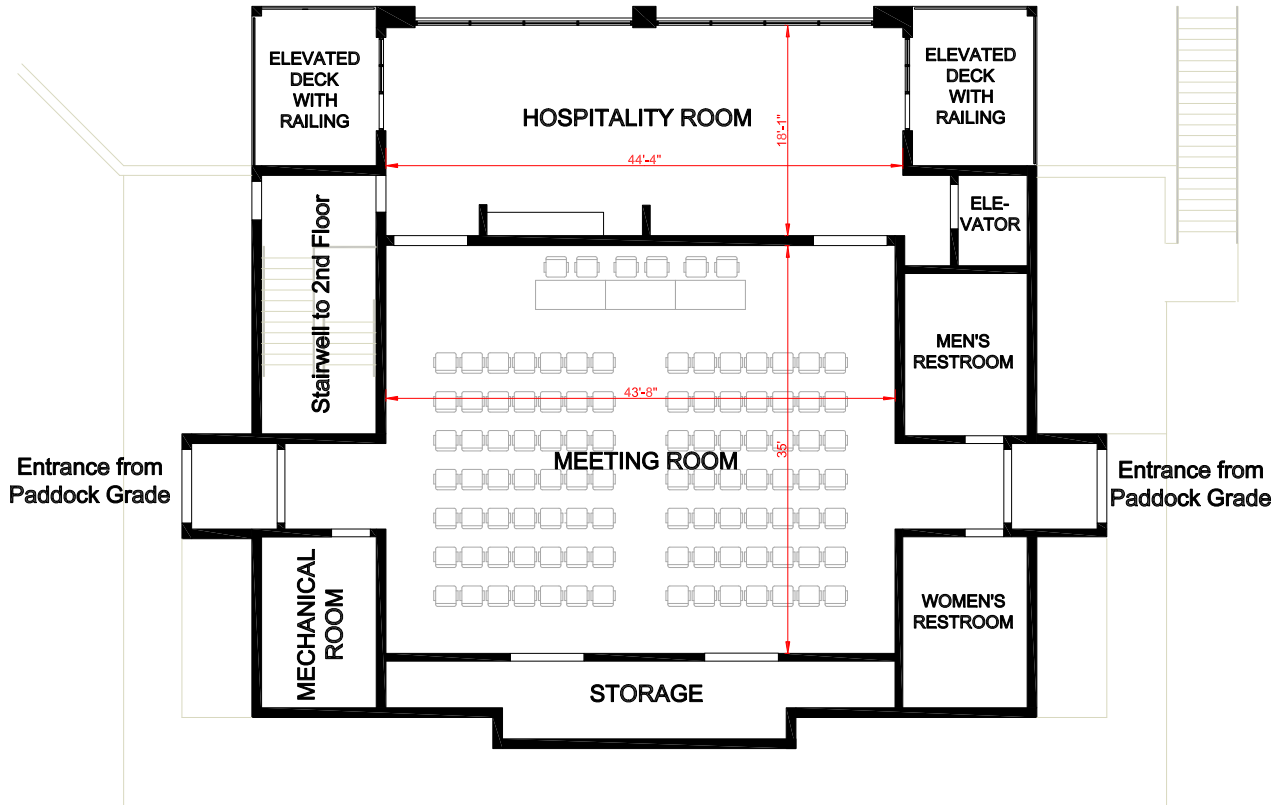 ELEVATED
DECK
WITH
RAILING
HOSPITALITY ROOM
ELEVATED
DECK
WITH
RAILING
18'-1"
44'-4"
ELE-
VATOR
Stairwell to 2nd Floor
MEN'S
RESTROOM
43'-8"
35'
MEETING ROOM
Entrance from
Paddock Grade
Entrance from
Paddock Grade
MECHANICAL
ROOM
WOMEN'S
RESTROOM
STORAGE